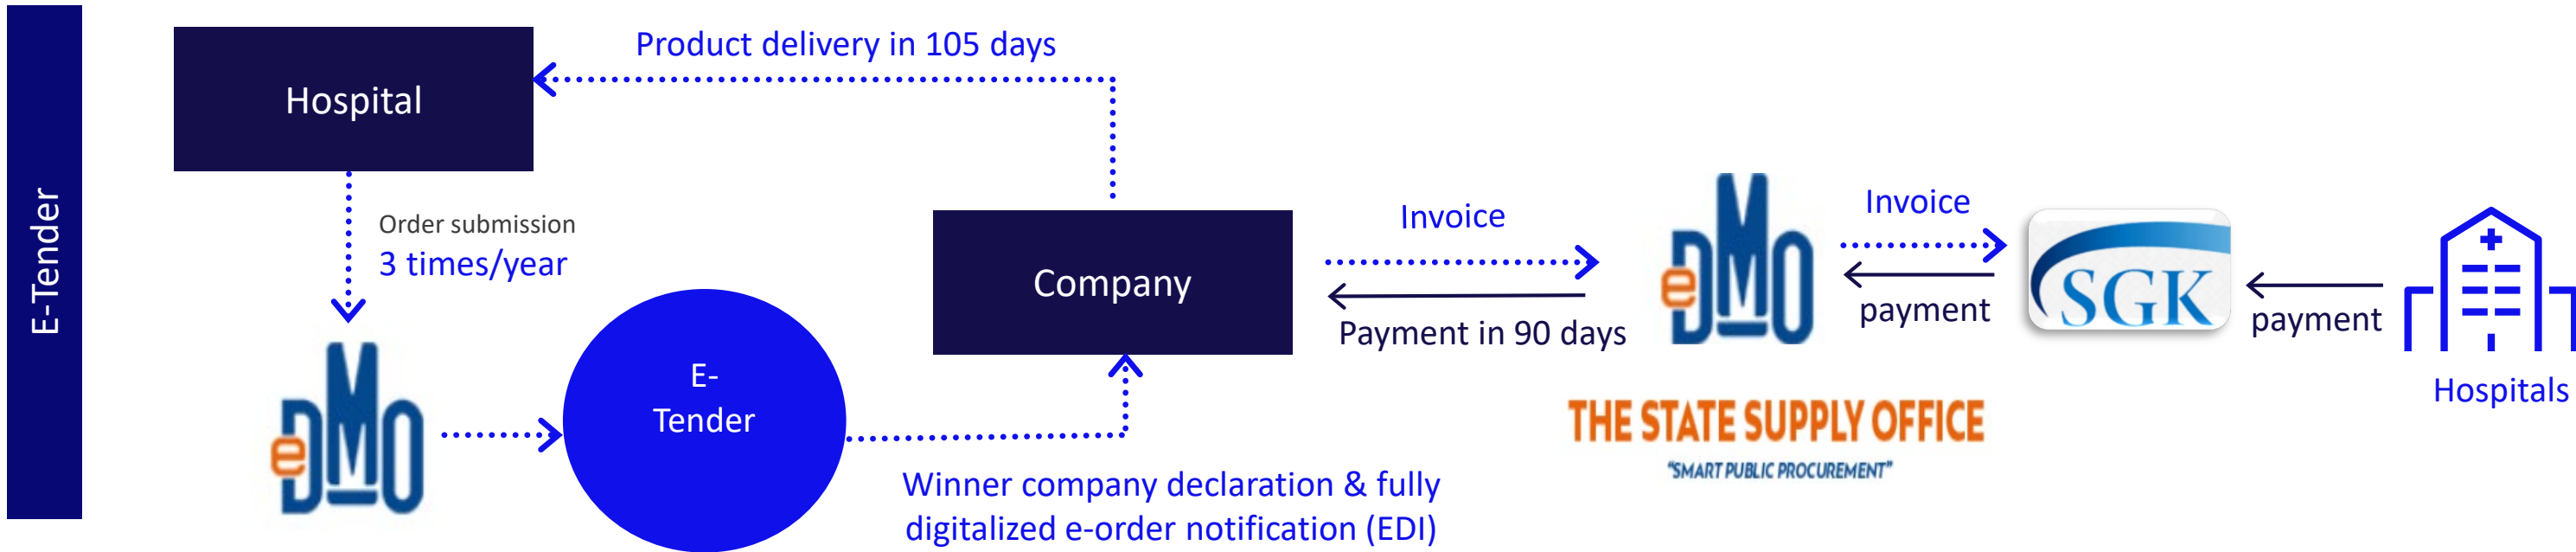 E-Tender
Hospital
Product delivery in 105 days
Order submission
3 times/year
eDMO
E-
Tender
Winner company declaration & fully
digitalized e-order notification (EDI)
Company
Invoice
Payment in 90 days
eDMO
THE STATE SUPPLY OFFICE
"SMART PUBLIC PROCUREMENT"
Invoice
payment
SGK
payment
Hospitals